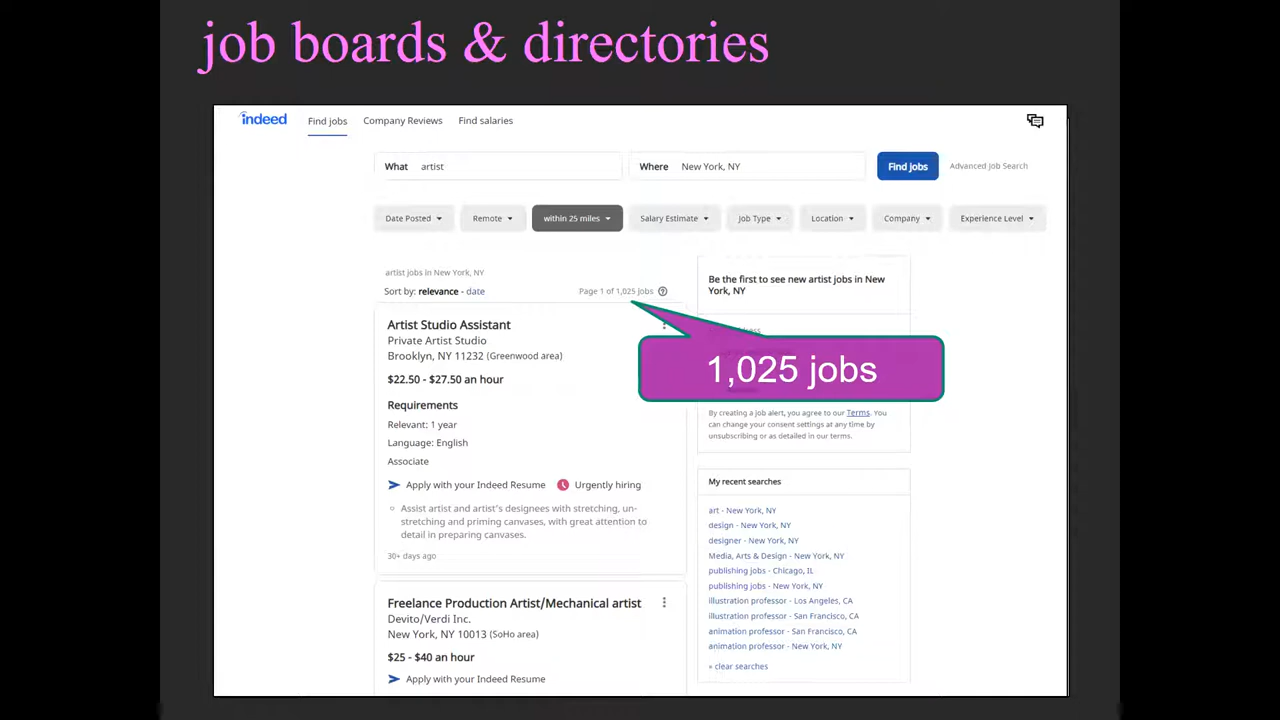 job boards & directories
indeed
Find jobs
Company Reviews
Find salaries
What artist
Where New York, NY
Find jobs
Advanced Job Search
Date Posted
Remote
within 25 miles
Salary Estimate
Job Type
Location
Company
Experience Level
artist jobs in New York, NY
Sort by: relevance - date
Page 1 of 1,025 jobs
Artist Studio Assistant
Private Artist Studio
Brooklyn, NY 11232 (Greenwood area)
$22.50 - $27.50 an hour
Requirements
Relevant: 1 year
Language: English
Associate
Apply with your Indeed Resume
Urgently hiring
Assist artist and artist's designees with stretching, un-
stretching and priming canvases, with great attention to
detail in preparing canvases.
30+ days ago
Freelance Production Artist/Mechanical artist
Devito/Verdi Inc.
New York, NY 10013 (SoHo area)
$25 - $40 an hour
Apply with your Indeed Resume
Be the first to see new artist jobs in New
York, NY
1,025 jobs
By creating a job alert, you agree to our Terms. You
can change your consent settings at any time by
unsubscribing or as detailed in our terms.
My recent searches
art - New York, NY
design - New York, NY
designer - New York, NY
Media, Arts & Design - New York, NY
publishing jobs - Chicago, IL
publishing jobs - New York, NY
illustration professor - Los Angeles, CA
illustration professor - San Francisco, CA
animation professor - San Francisco, CA
animation professor - New York, NY
« clear searches